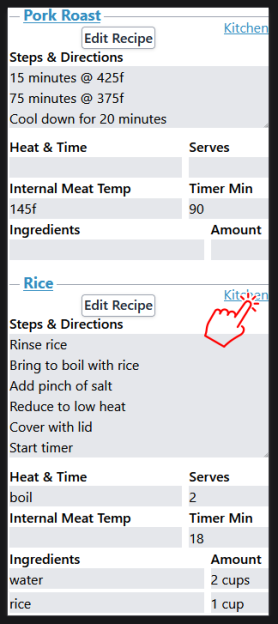 Pork Roast
Kitchen
Edit Recipe
Steps & Directions
15 minutes @ 425f
75 minutes @ 375f
Cool down for 20 minutes
Heat & Time Serves
Internal Meat Temp Timer Min
145f 90
Ingredients Amount
Rice
Kitchen
Edit Recipe
Steps & Directions
Rinse rice
Bring to boil with rice
Add pinch of salt
Reduce to low heat
Cover with lid
Start timer
Heat & Time Serves
boil 2
Internal Meat Temp Timer Min
18
Ingredients Amount
water 2 cups
rice 1 cup